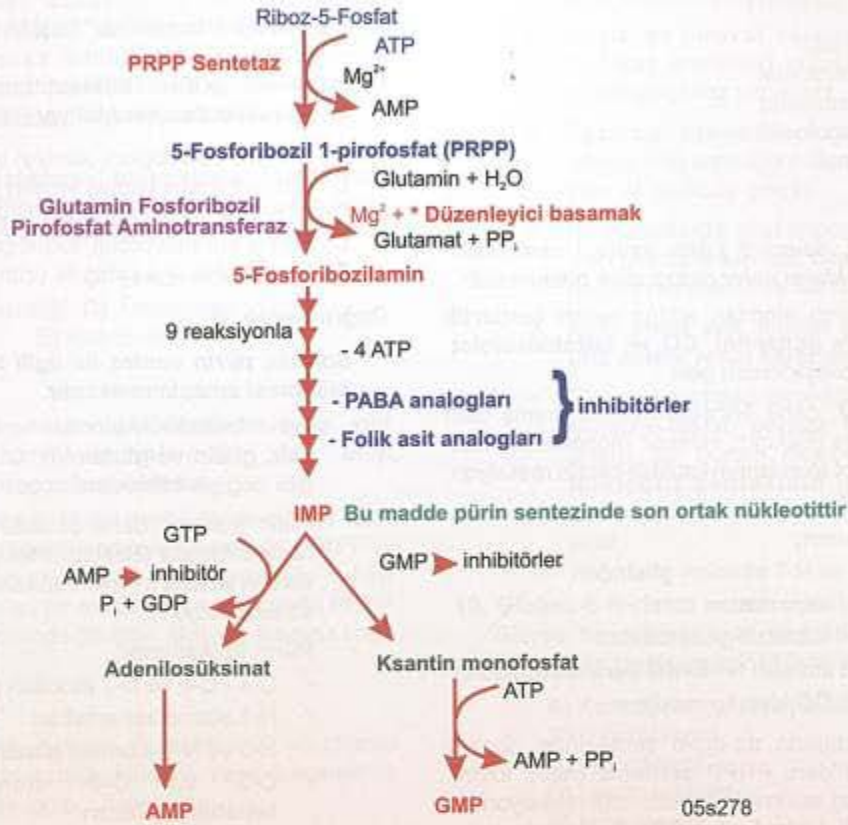 Riboz-5-Fosfat
ATP
PRPP Sentetaz
Mg²⁺
AMP
5-Fosforibozil 1-pirofosfat (PRPP)
Glutamin + H₂O
Glutamin Fosforibozil
Pirofosfat Aminotransferaz
Mg² + * Düzenleyici basamak
Glutamat + PPᵢ
5-Fosforibozilamin
9 reaksiyonla
- 4 ATP
- PABA analogları
- Folik asit analogları
inhibitörler
IMP Bu madde pürin sentezinde son ortak nükleotittir
GTP
AMP inhibitör
Pᵢ + GDP
GMP inhibitörler
Adenilosüksinat
Ksantin monofosfat
ATP
AMP + PPᵢ
AMP
GMP
05s278